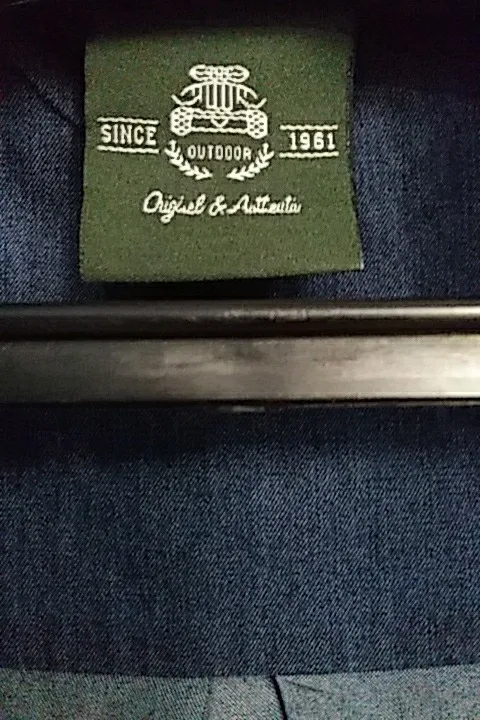 SINCE 1961
OUTDOOR
Original & Authentic